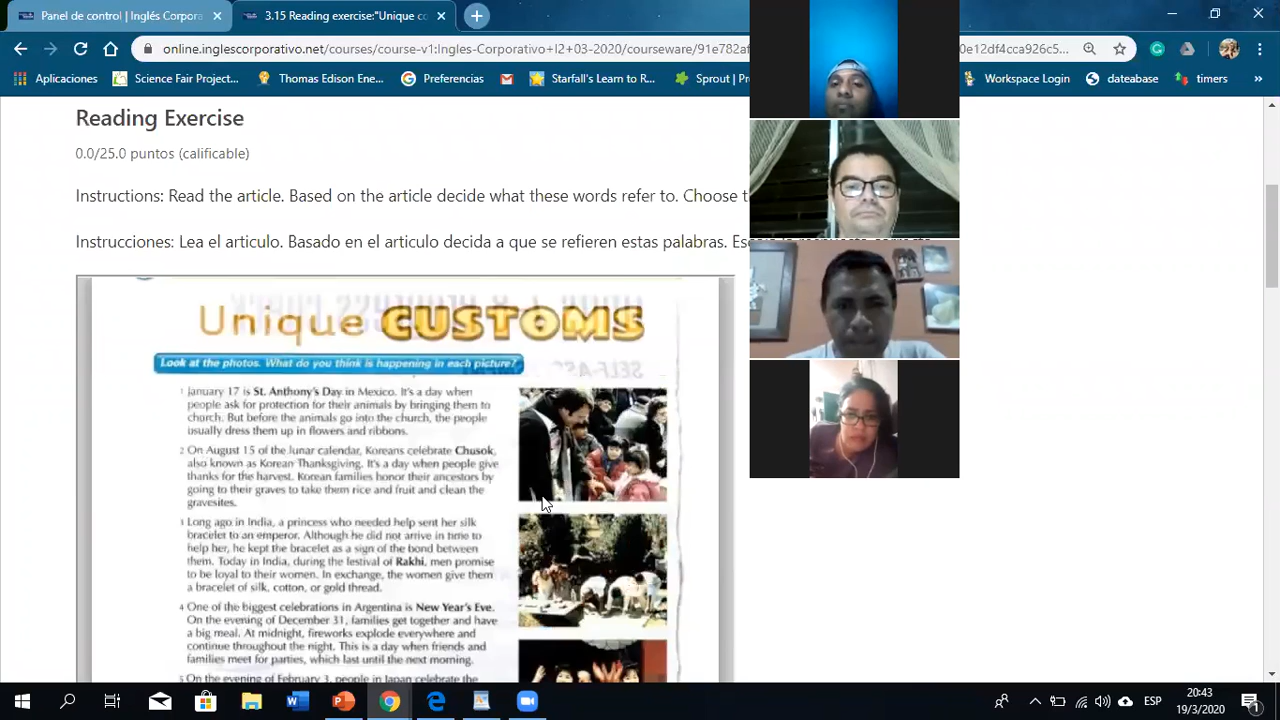 Panel de control | Inglés Corpora
3.15 Reading exercise:"Unique co
online.inglescorporativo.net/courses/course-v1:Ingles-Corporativo+I2+03-2020/courseware/91e782af
0e12df4cca926c5...
Aplicaciones
Science Fair Project...
Thomas Edison Ene...
Preferencias
Starfall's Learn to R...
Sprout | Pro
Workspace Login
dateabase
timers
Reading Exercise
0.0/25.0 puntos (calificable)
Instructions: Read the article. Based on the article decide what these words refer to. Choose t
Instrucciones: Lea el articulo. Basado en el articulo decida a que se refieren estas palabras.
Unique CUSTOMS
Look at the photos. What do you think is happening in each picture?
1 January 17 is St. Anthony's Day in Mexico. It's a day when
people ask for protection for their animals by bringing them to
church. But before the animals go into the church, the people
usually dress them up in flowers and ribbons.
2 On August 15 of the lunar calendar, Koreans celebrate Chusok,
also known as Korean Thanksgiving. It's a day when people give
thanks for the harvest. Korean families honor their ancestors by
going to their graves to take them rice and fruit and clean the
gravesites.
3 Long ago in India, a princess who needed help sent her silk
bracelet to an emperor. Although he did not arrive in time to
help her, he kept the bracelet as a sign of the bond between
them. Today in India, during the festival of Rakhi, men promise
to be loyal to their women. In exchange, the women give them
a bracelet of silk, cotton, or gold thread.
4 One of the biggest celebrations in Argentina is New Year's Eve.
On the evening of December 31, families get together and have
a big meal. At midnight, fireworks explode everywhere and
continue throughout the night. This is a day when friends and
families meet for parties, which last until the next morning.
5 On the evening of February 3, people in Japan celebrate the
ESP
20:43
19/3/2020